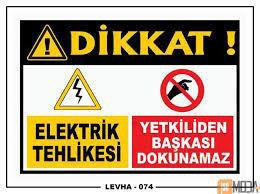 DİKKAT !
ELEKTRİK
TEHLİKESİ
YETKİLİDEN
BAŞKASI
DOKUNAMAZ
LEVHA - 074